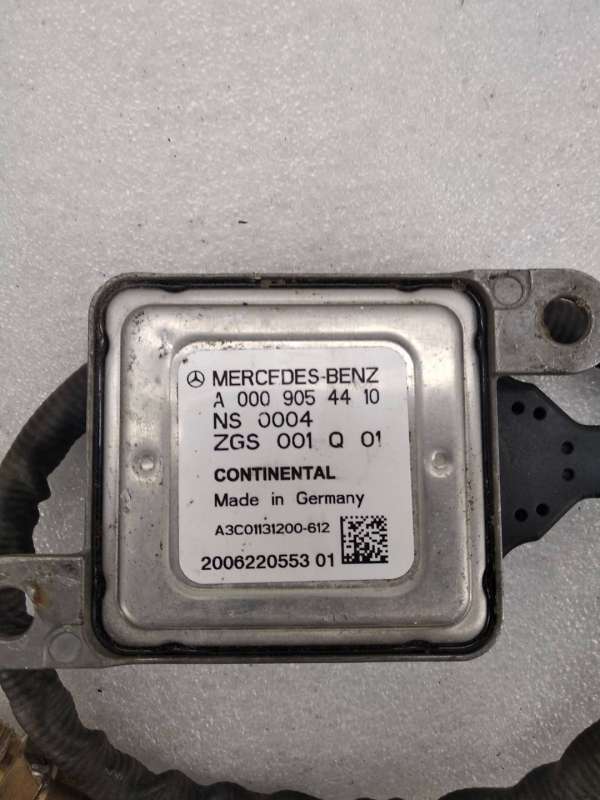 MERCEDES-BENZ
A 000 905 44 10
NS 0004
ZGS 001 Q 01
CONTINENTAL
Made in Germany
A3C01131200-612
2006220553 01